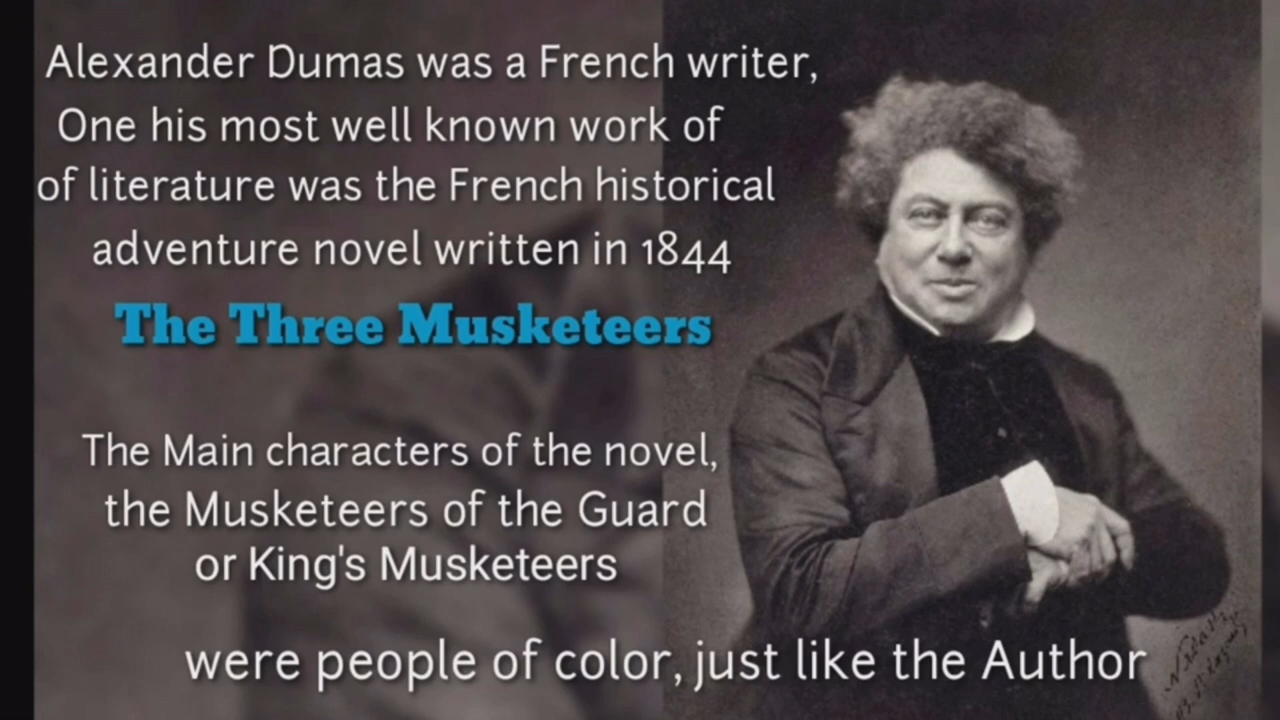 Alexander Dumas was a French writer,
One his most well known work of
of literature was the French historical
adventure novel written in 1844
The Three Musketeers
The Main characters of the novel,
the Musketeers of the Guard
or King's Musketeers
were people of color, just like the Author